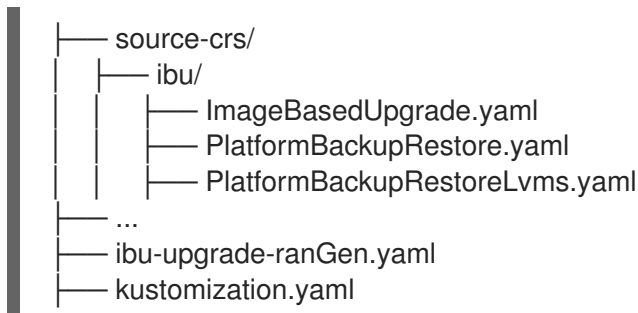 ├── source-crs/
│   ├── ibu/
│   │    ├── ImageBasedUpgrade.yaml
│   │    ├── PlatformBackupRestore.yaml
│   │    ├── PlatformBackupRestoreLvms.yaml
├── ...
├── ibu-upgrade-ranGen.yaml
├── kustomization.yaml